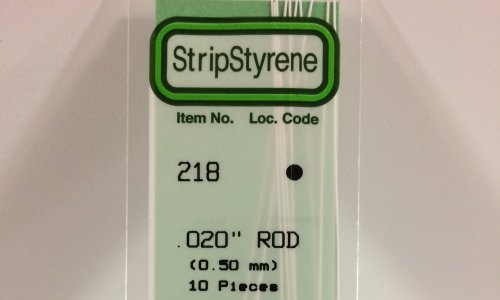 StripStyrene
Item No. Loc. Code
218
.020" ROD
(0.50 mm)
10 Pieces